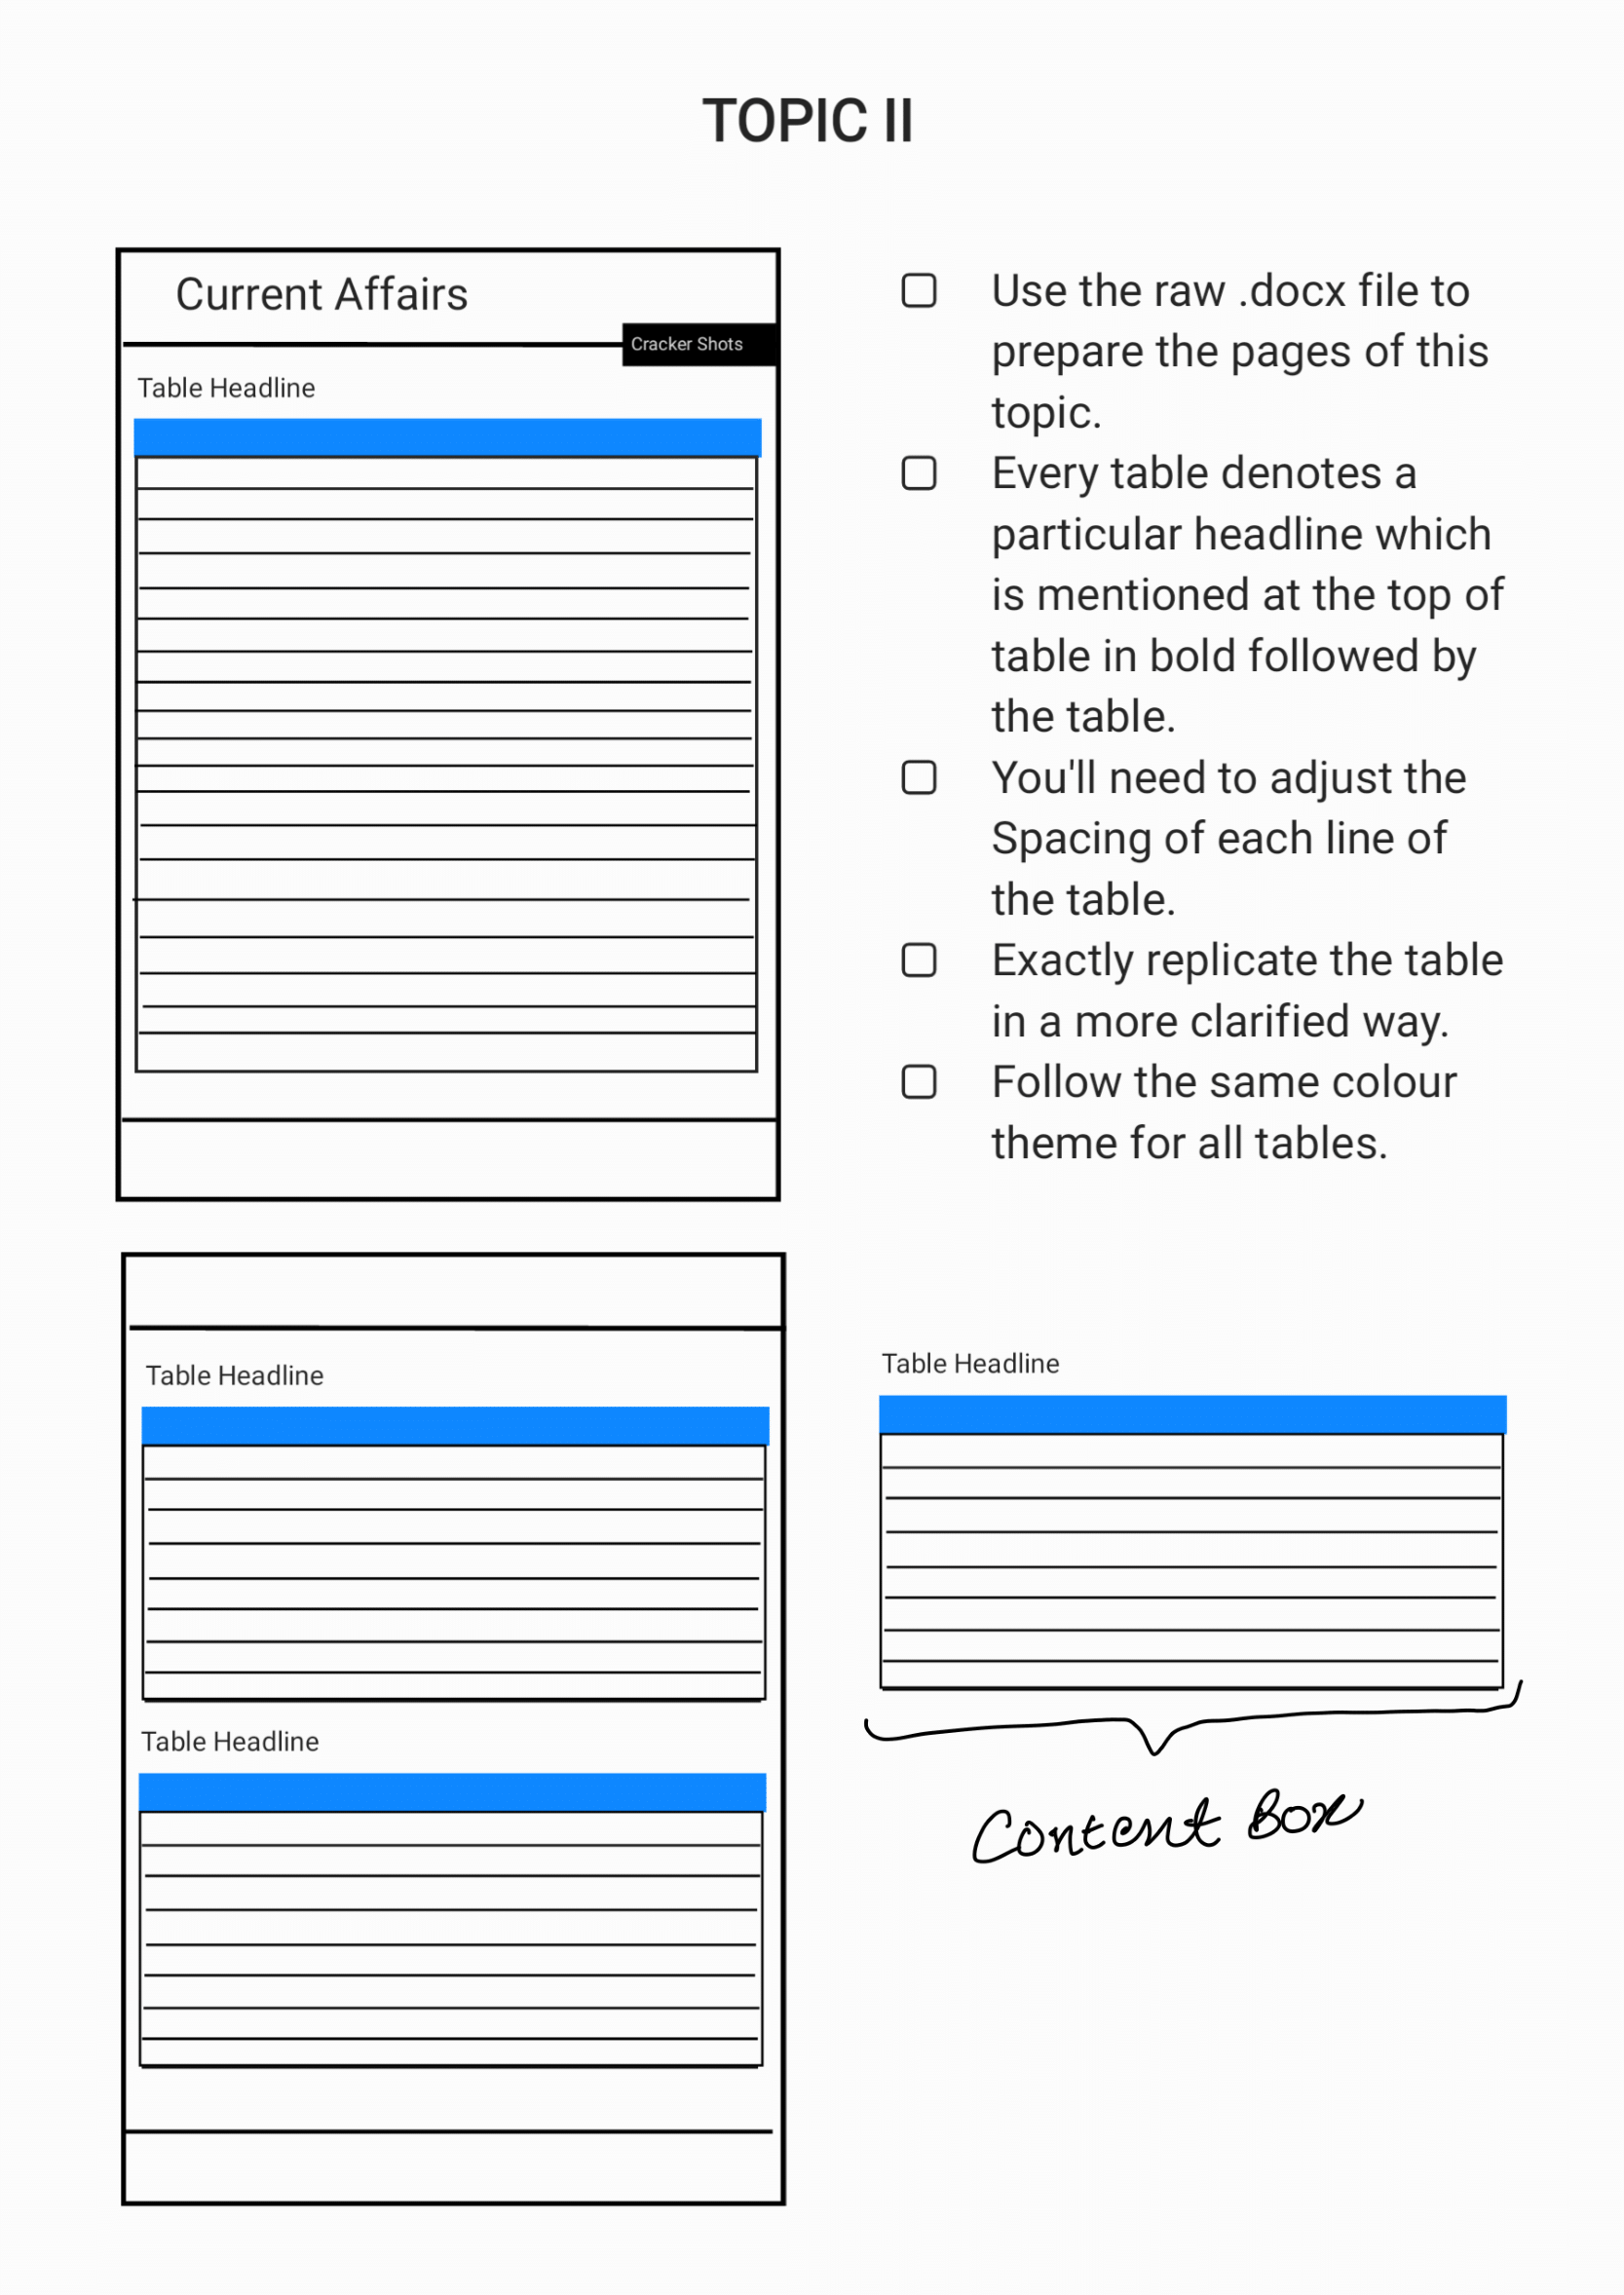 TOPIC II
Current Affairs
Cracker Shots
Table Headline
Use the raw .docx file to
prepare the pages of this
topic.
Every table denotes a
particular headline which
is mentioned at the top of
table in bold followed by
the table.
You'll need to adjust the
Spacing of each line of
the table.
Exactly replicate the table
in a more clarified way.
Follow the same colour
theme for all tables.
Table Headline
Table Headline
Table Headline
Content Box